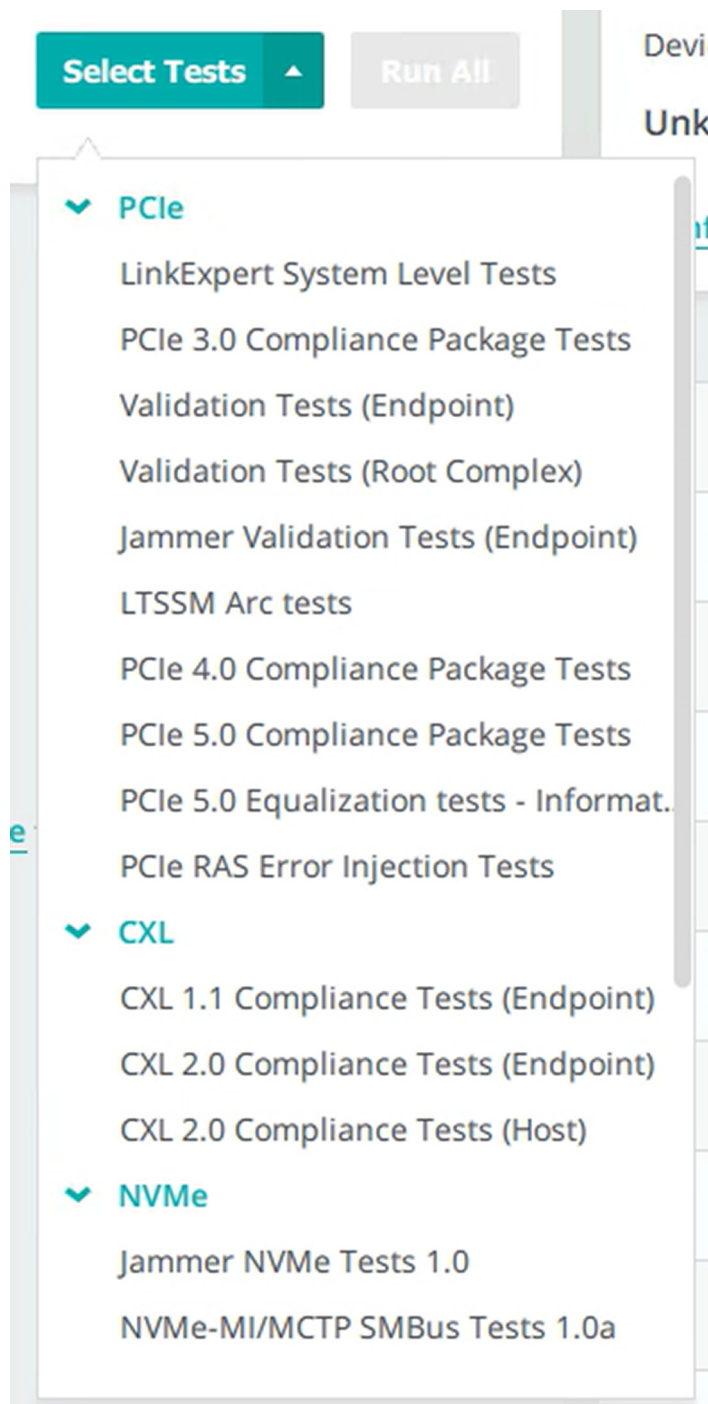 Select Tests
Run All
PCIe
LinkExpert System Level Tests
PCIe 3.0 Compliance Package Tests
Validation Tests (Endpoint)
Validation Tests (Root Complex)
Jammer Validation Tests (Endpoint)
LTSSM Arc tests
PCIe 4.0 Compliance Package Tests
PCIe 5.0 Compliance Package Tests
PCIe 5.0 Equalization tests - Informat..
PCIe RAS Error Injection Tests
CXL
CXL 1.1 Compliance Tests (Endpoint)
CXL 2.0 Compliance Tests (Endpoint)
CXL 2.0 Compliance Tests (Host)
NVMe
Jammer NVMe Tests 1.0
NVMe-MI/MCTP SMBus Tests 1.0a